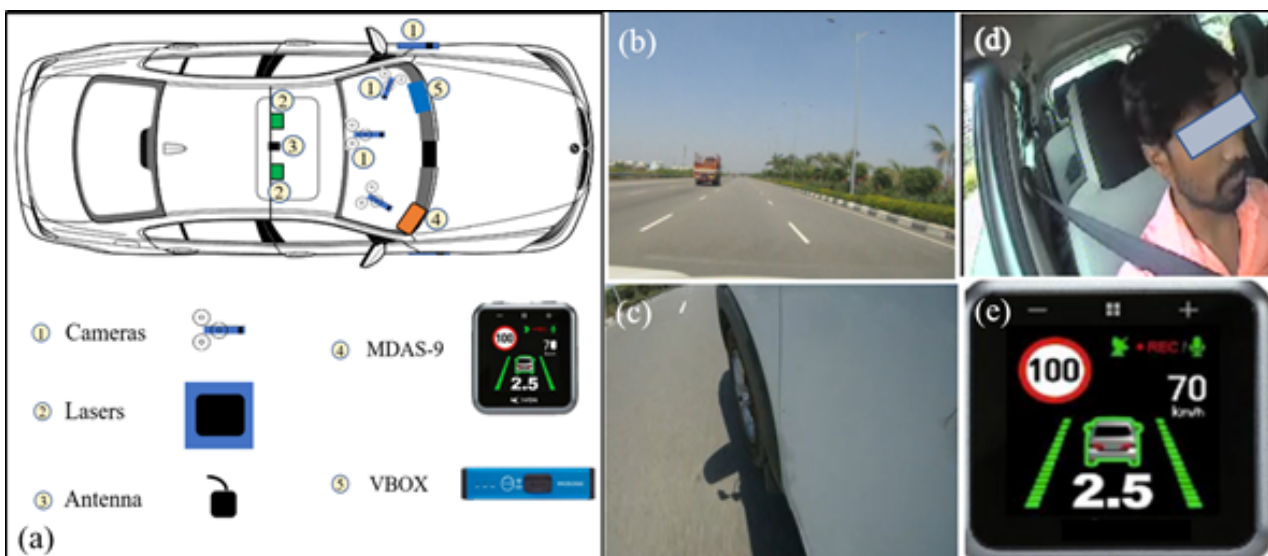 1
1
5
2
3
1
2
4
1 Cameras
2 Lasers
3 Antenna
(a)
4 MDAS-9
100
REC
70
2.5
5 VBOX
(b)
(c)
(d)
(e)
100
REC /
70
km/h
2.5